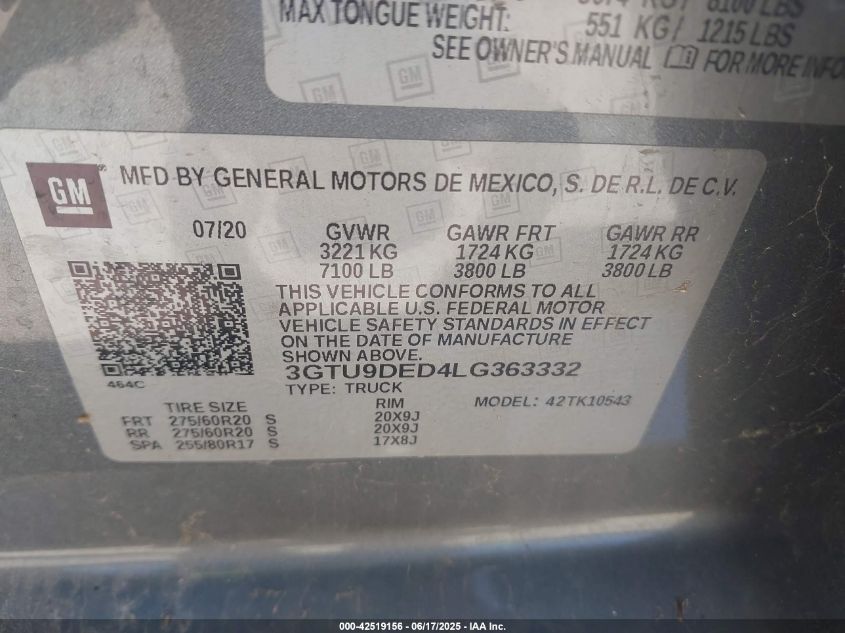 8100 LBS
MAX TONGUE WEIGHT: 551 KG / 1215 LBS
SEE OWNER'S MANUAL FOR MORE INFO
GM
MFD BY GENERAL MOTORS DE MEXICO, S. DE R.L. DE C.V.
07/20 GVWR GAWR FRT GAWR RR
3221 KG 1724 KG 1724 KG
7100 LB 3800 LB 3800 LB
THIS VEHICLE CONFORMS TO ALL
APPLICABLE U.S. FEDERAL MOTOR
VEHICLE SAFETY STANDARDS IN EFFECT
ON THE DATE OF MANUFACTURE
SHOWN ABOVE.
3GTU9DED4LG363332
464C
TYPE: TRUCK
MODEL: 42TK10543
TIRE SIZE RIM
FRT 275/60R20 S 20X9J
RR 275/60R20 S 20X9J
SPA 255/80R17 S 17X8J
000-42519156 - 06/17/2025 - IAA Inc.